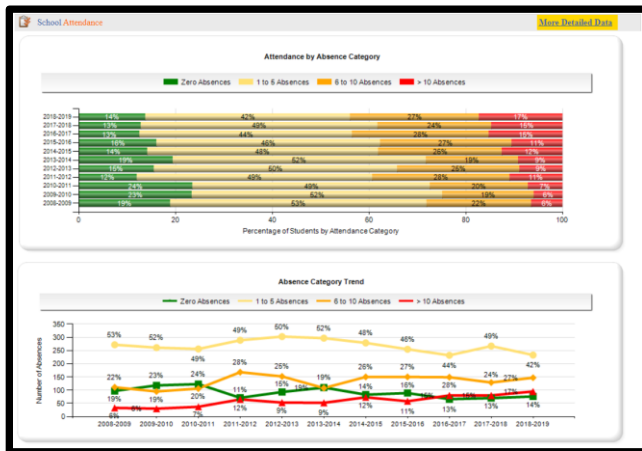 School Attendance
More Detailed Data
Attendance by Absence Category
Zero Absences 1 to 5 Absences 6 to 10 Absences > 10 Absences
2018-2019 14% 42% 27% 17%
2017-2018 13% 49% 24% 15%
2016-2017 13% 44% 28% 15%
2015-2016 16% 46% 27% 11%
2014-2015 14% 48% 26% 12%
2013-2014 19% 52% 19% 9%
2012-2013 15% 50% 26% 9%
2011-2012 12% 49% 28% 11%
2010-2011 24% 49% 20% 7%
2009-2010 23% 52% 19% 6%
2008-2009 19% 53% 22% 6%
0 20 40 60 80 100
Percentage of Students by Attendance Category
Absence Category Trend
Zero Absences 1 to 5 Absences 6 to 10 Absences > 10 Absences
Number of Absences
350
300
53% 52% 49% 49% 50% 52% 48% 46% 44% 49% 42%
250
200
22% 23% 24% 28% 26% 19% 26% 27% 28% 24% 27%
150
100
19% 19% 20% 11% 15% 19% 14% 16% 15% 15% 17%
50
6% 6% 7% 12% 9% 9% 12% 11% 13% 13% 14%
0
2008-2009 2009-2010 2010-2011 2011-2012 2012-2013 2013-2014 2014-2015 2015-2016 2016-2017 2017-2018 2018-2019